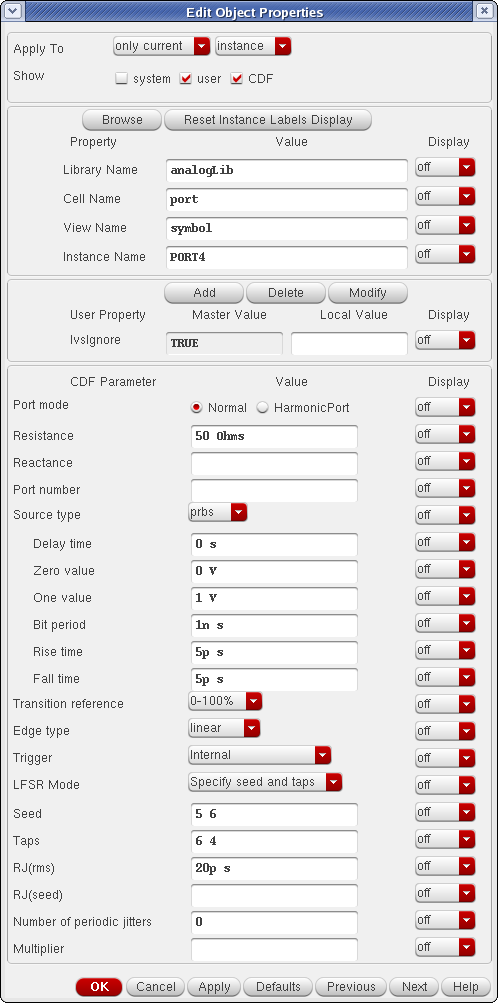 Edit Object Properties
Apply To only current instance
Show system user CDF
Browse Reset Instance Labels Display
Property Value Display
Library Name analogLib off
Cell Name port off
View Name symbol off
Instance Name PORT4 off
Add Delete Modify
User Property Master Value Local Value Display
lvsIgnore TRUE off
CDF Parameter Value Display
Port mode Normal HarmonicPort off
Resistance 50 Ohms off
Reactance off
Port number off
Source type prbs off
Delay time 0 s off
Zero value 0 V off
One value 1 V off
Bit period 1n s off
Rise time 5p s off
Fall time 5p s off
Transition reference 0-100% off
Edge type linear off
Trigger Internal off
LFSR Mode Specify seed and taps off
Seed 5 6 off
Taps 6 4 off
RJ(rms) 20p s off
RJ(seed) off
Number of periodic jitters 0 off
Multiplier off
OK Cancel Apply Defaults Previous Next Help